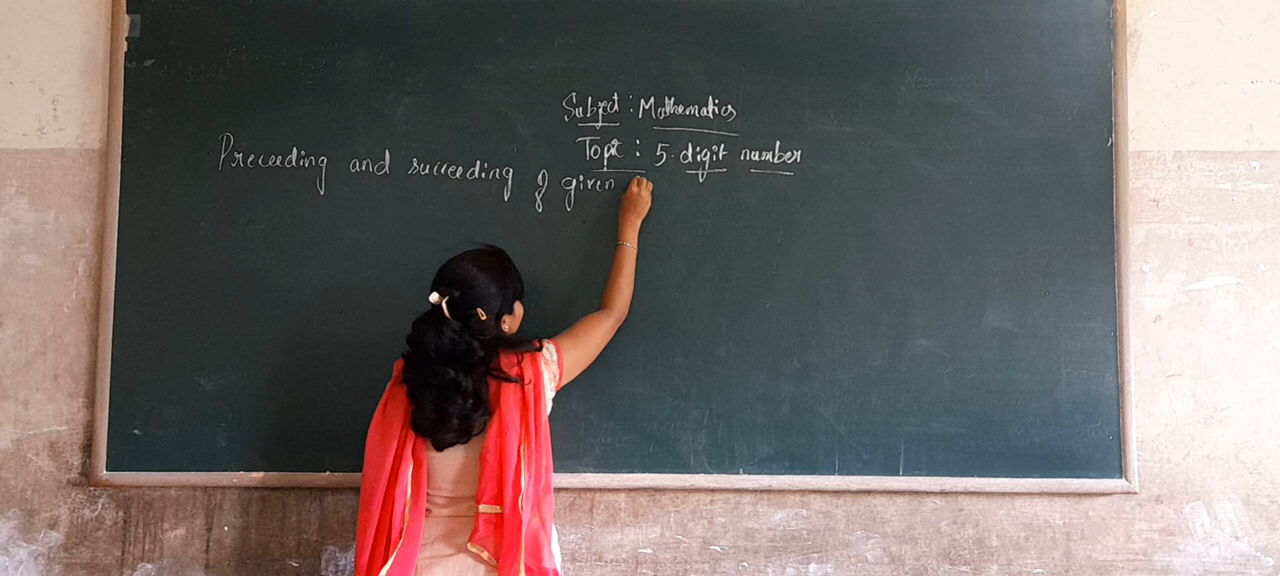 Subject : Mathematics
Topic : 5 digit number
Preceeding and succeeding of given